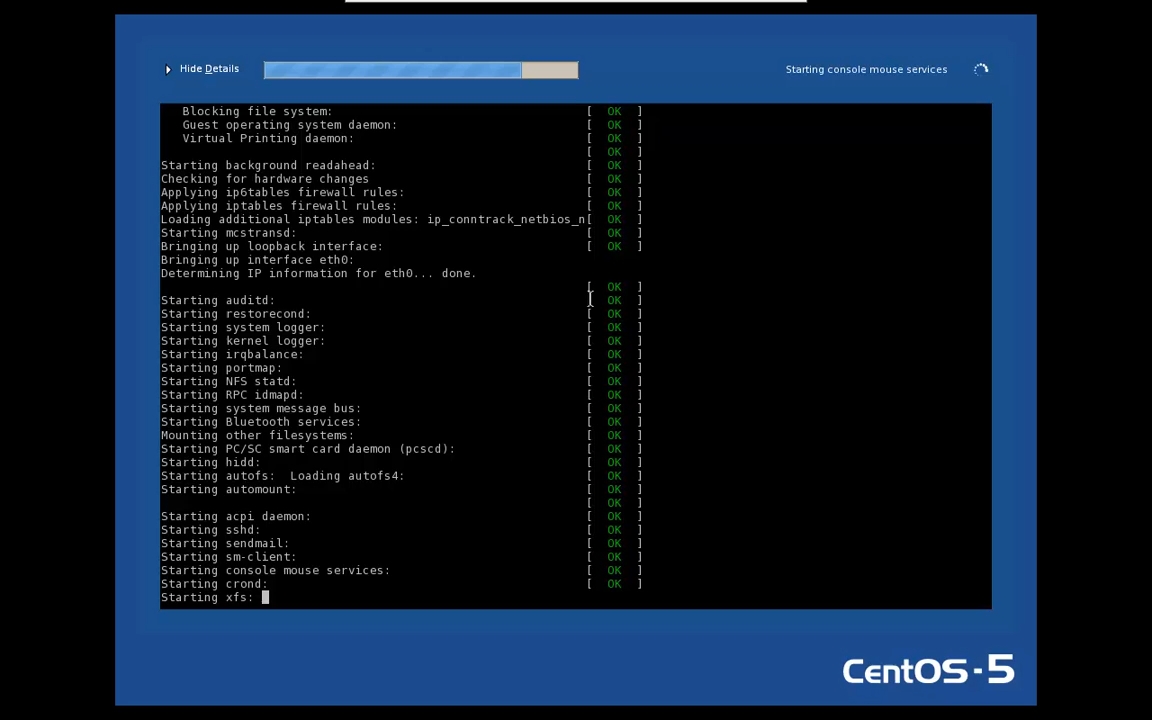 Hide Details
Starting console mouse services
Blocking file system: [ OK ]
Guest operating system daemon: [ OK ]
Virtual Printing daemon: [ OK ]
[ OK ]
Starting background readahead: [ OK ]
Checking for hardware changes [ OK ]
Applying ip6tables firewall rules: [ OK ]
Applying iptables firewall rules: [ OK ]
Loading additional iptables modules: ip_conntrack_netbios_n[ OK ]
Starting mcstransd: [ OK ]
Bringing up loopback interface: [ OK ]
Bringing up interface eth0:
Determining IP information for eth0... done.
[ OK ]
Starting auditd: [ OK ]
Starting restorecond: [ OK ]
Starting system logger: [ OK ]
Starting kernel logger: [ OK ]
Starting irqbalance: [ OK ]
Starting portmap: [ OK ]
Starting NFS statd: [ OK ]
Starting RPC idmapd: [ OK ]
Starting system message bus: [ OK ]
Starting Bluetooth services: [ OK ]
Mounting other filesystems: [ OK ]
Starting PC/SC smart card daemon (pcscd): [ OK ]
Starting hidd: [ OK ]
Starting autofs:  Loading autofs4: [ OK ]
Starting automount: [ OK ]
[ OK ]
Starting acpi daemon: [ OK ]
Starting sshd: [ OK ]
Starting sendmail: [ OK ]
Starting sm-client: [ OK ]
Starting console mouse services: [ OK ]
Starting crond: [ OK ]
Starting xfs:
CentOS-5